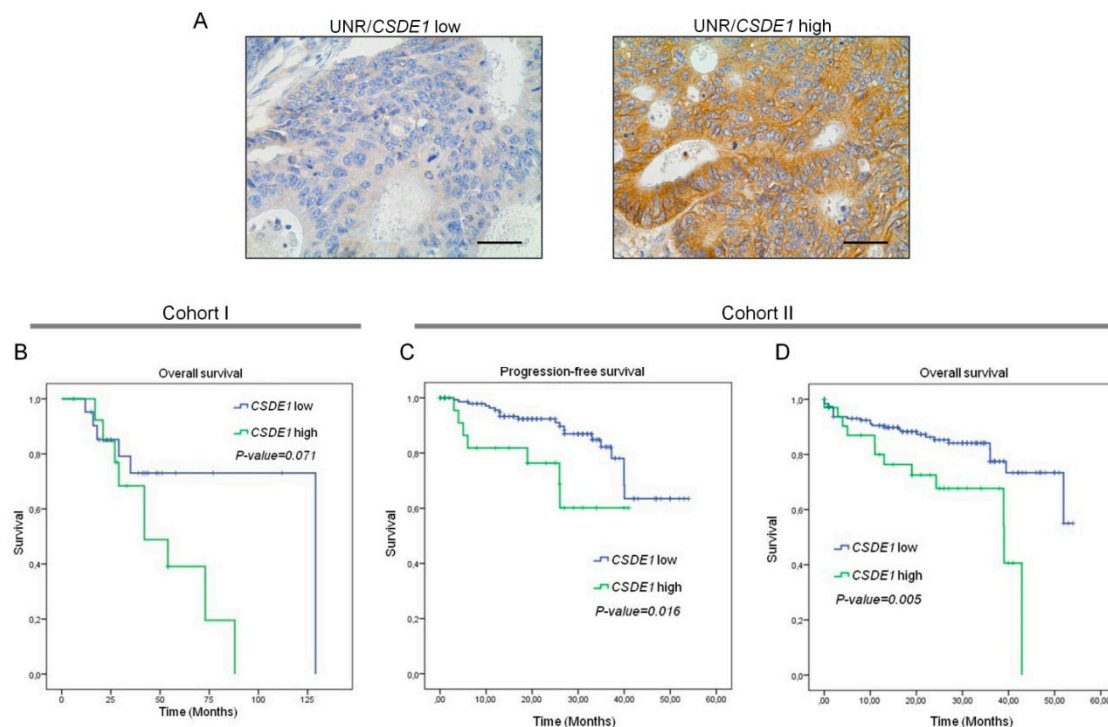 A
UNR/CSDE1 low
UNR/CSDE1 high
Cohort I
Cohort II
B
Overall survival
CSDE1 low
CSDE1 high
P-value=0.071
1,0
0,8
0,6
0,4
0,2
0,0
Survival
0 25 50 75 100 125
Time (Months)
C
Progression-free survival
1,0
0,8
0,6
0,4
0,2
0,0
Survival
CSDE1 low
CSDE1 high
P-value=0.016
,00 10,00 20,00 30,00 40,00 50,00 60,00
Time (Months)
D
Overall survival
1,0
0,8
0,6
0,4
0,2
0,0
Survival
CSDE1 low
CSDE1 high
P-value=0.005
,00 10,00 20,00 30,00 40,00 50,00 60,00
Time (Months)